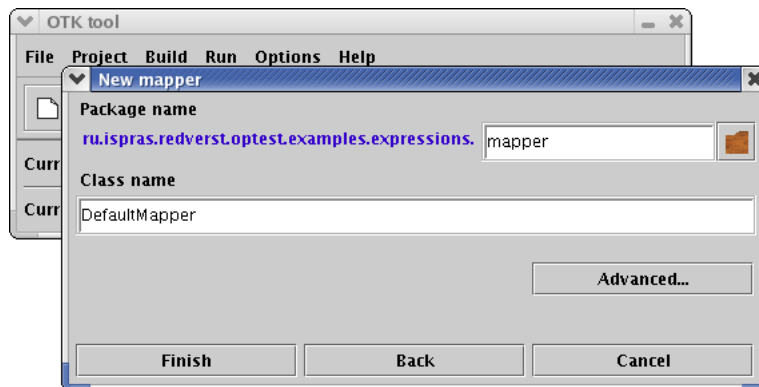 OTK tool
File Project Build Run Options Help
New mapper
Package name
ru.ispras.redverst.optest.examples.expressions. mapper
Curr
Class name
Curr
DefaultMapper
Advanced...
Finish Back Cancel